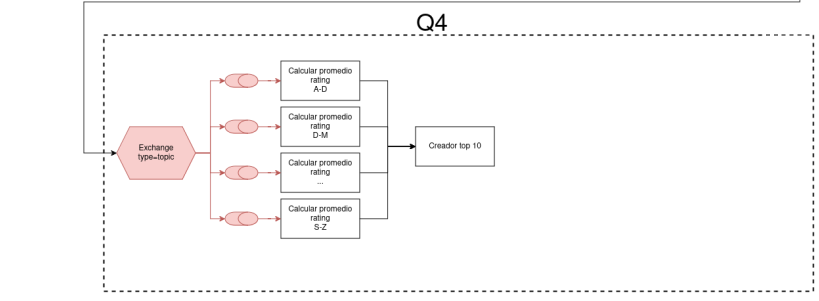 Q4
Exchange
type=topic
Calcular promedio
rating
A-D
Calcular promedio
rating
D-M
Calcular promedio
rating
...
Calcular promedio
rating
S-Z
Creador top 10